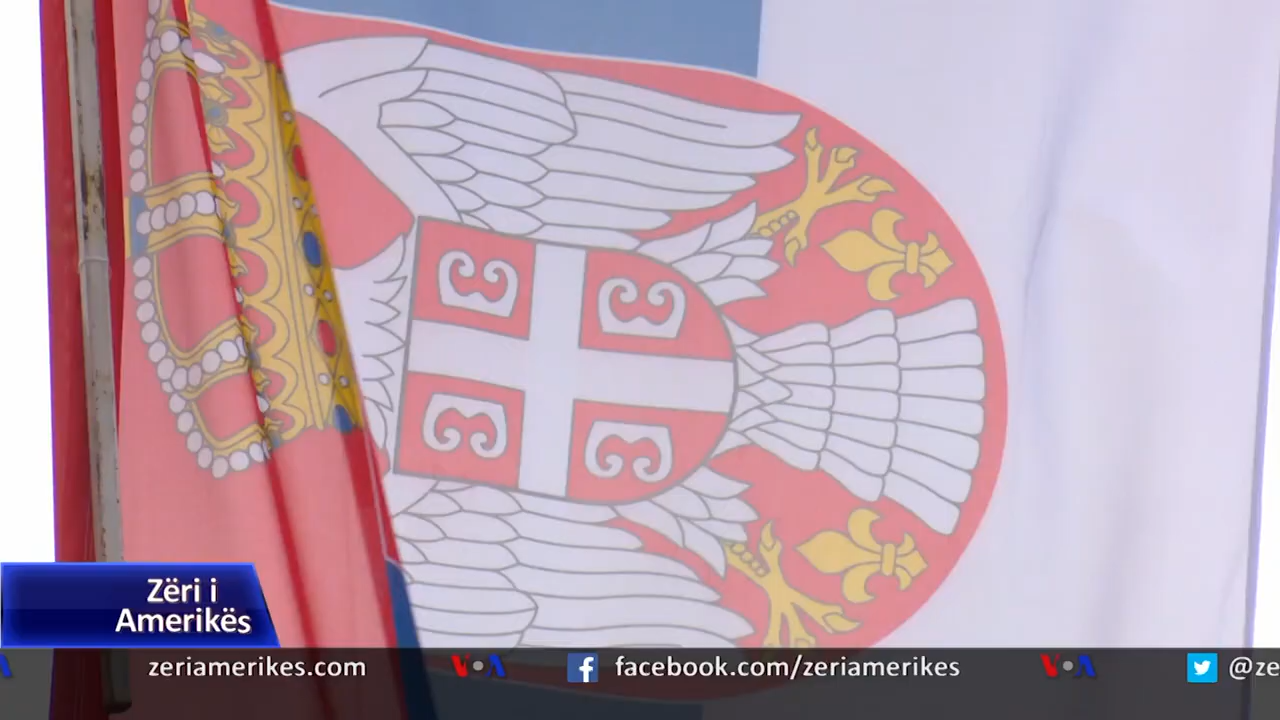 Zëri i
Amerikës
zeriamerikes.com
VOA
facebook.com/zeriamerikes
VOA
@ze